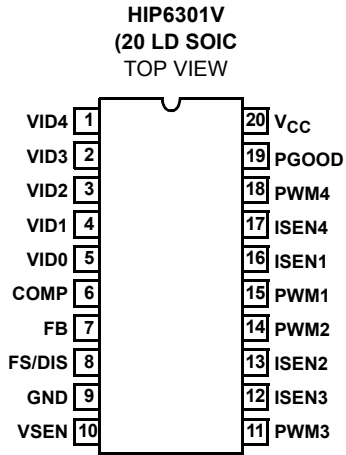 HIP6301V
(20 LD SOIC
TOP VIEW
VID4 1 20 VCC
VID3 2 19 PGOOD
VID2 3 18 PWM4
VID1 4 17 ISEN4
VID0 5 16 ISEN1
COMP 6 15 PWM1
FB 7 14 PWM2
FS/DIS 8 13 ISEN2
GND 9 12 ISEN3
VSEN 10 11 PWM3